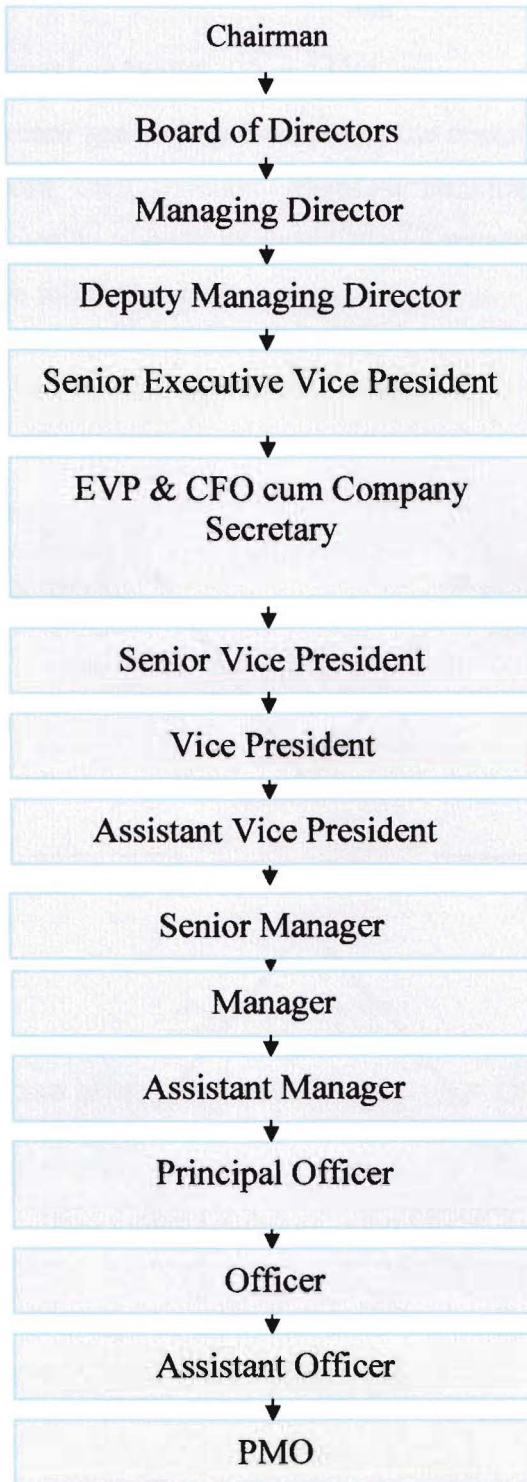 Chairman
Board of Directors
Managing Director
Deputy Managing Director
Senior Executive Vice President
EVP & CFO cum Company
Secretary
Senior Vice President
Vice President
Assistant Vice President
Senior Manager
Manager
Assistant Manager
Principal Officer
Officer
Assistant Officer
PMO